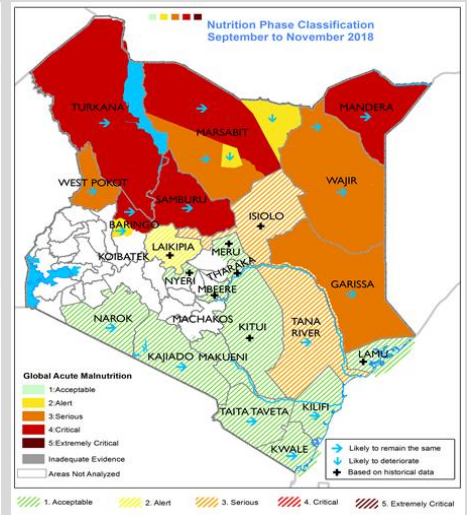 Nutrition Phase Classification
September to November 2018
TURKANA
MANDERA
MARSABIT
WEST POKOT
WAJIR
SAMBURU
ISIOLO
BARINGO
LAIKIPIA
MERU
KOIBATEK
THARAKA
NYERI
MBEERE
GARISSA
NAROK
MACHAKOS
KITUI
TANA
RIVER
KAJIADO
MAKUENI
LAMU
TAITA TAVETA
KILIFI
KWALE
Global Acute Malnutrition
1:Acceptable
2:Alert
3:Serious
4:Critical
5:Extremely Critical
Inadequate Evidence
Areas Not Analyzed
Likely to remain the same
Likely to deteriorate
Based on historical data
1. Acceptable
2. Alert
3. Serious
4. Critical
5. Extremely Critical